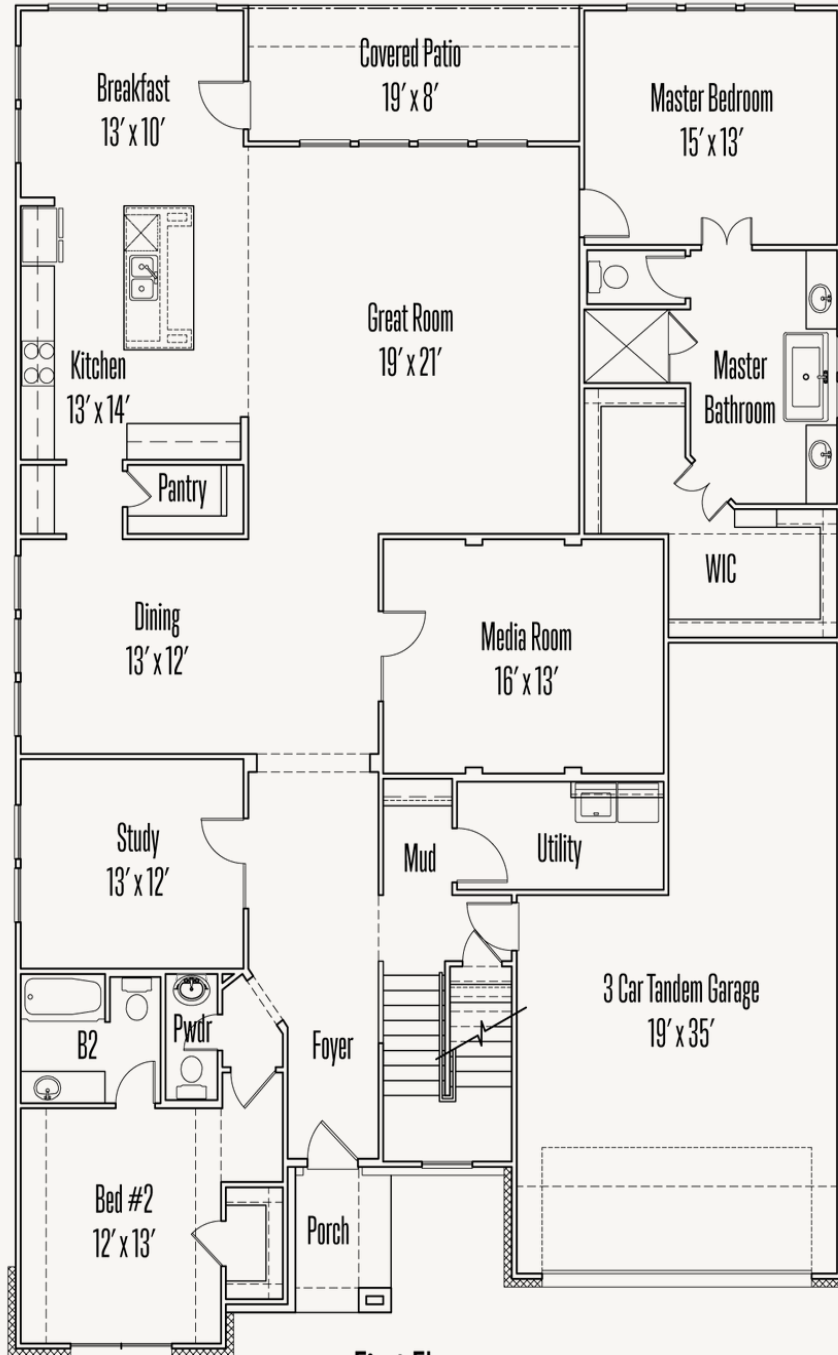 Covered Patio
19′ x 8′
Breakfast
13′ x 10′
Master Bedroom
15′ x 13′
Great Room
19′ x 21′
Kitchen
13′ x 14′
Master
Bathroom
Pantry
WIC
Dining
13′ x 12′
Media Room
16′ x 13′
Study
13′ x 12′
Mud
Utility
3 Car Tandem Garage
19′ x 35′
B2
Pwdr
Foyer
Bed #2
12′ x 13′
Porch